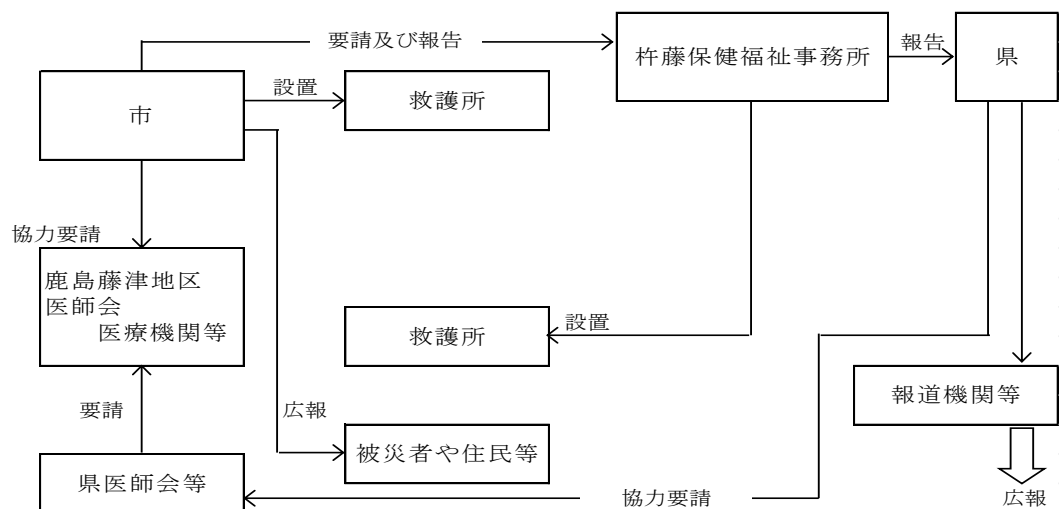 要請及び報告
杵藤保健福祉事務所
報告
県
市
設置
救護所
協力要請
鹿島藤津地区
医師会
医療機関等
救護所
設置
報道機関等
要請
広報
被災者や住民等
県医師会等
協力要請
広報